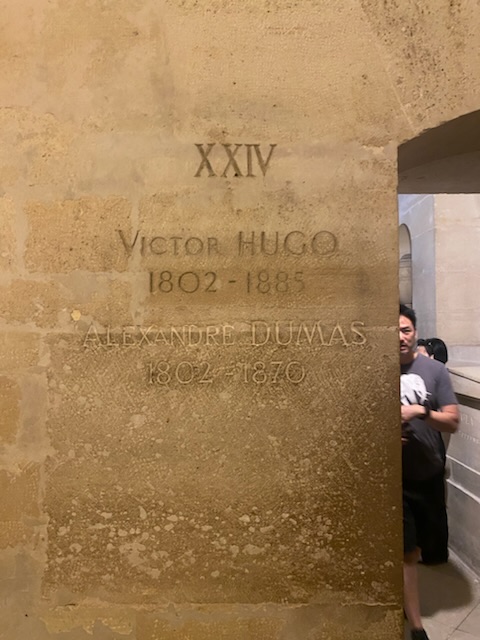 XXIV
VICTOR HUGO
1802 - 1885
ALEXANDRE DUMAS
1802 - 1870